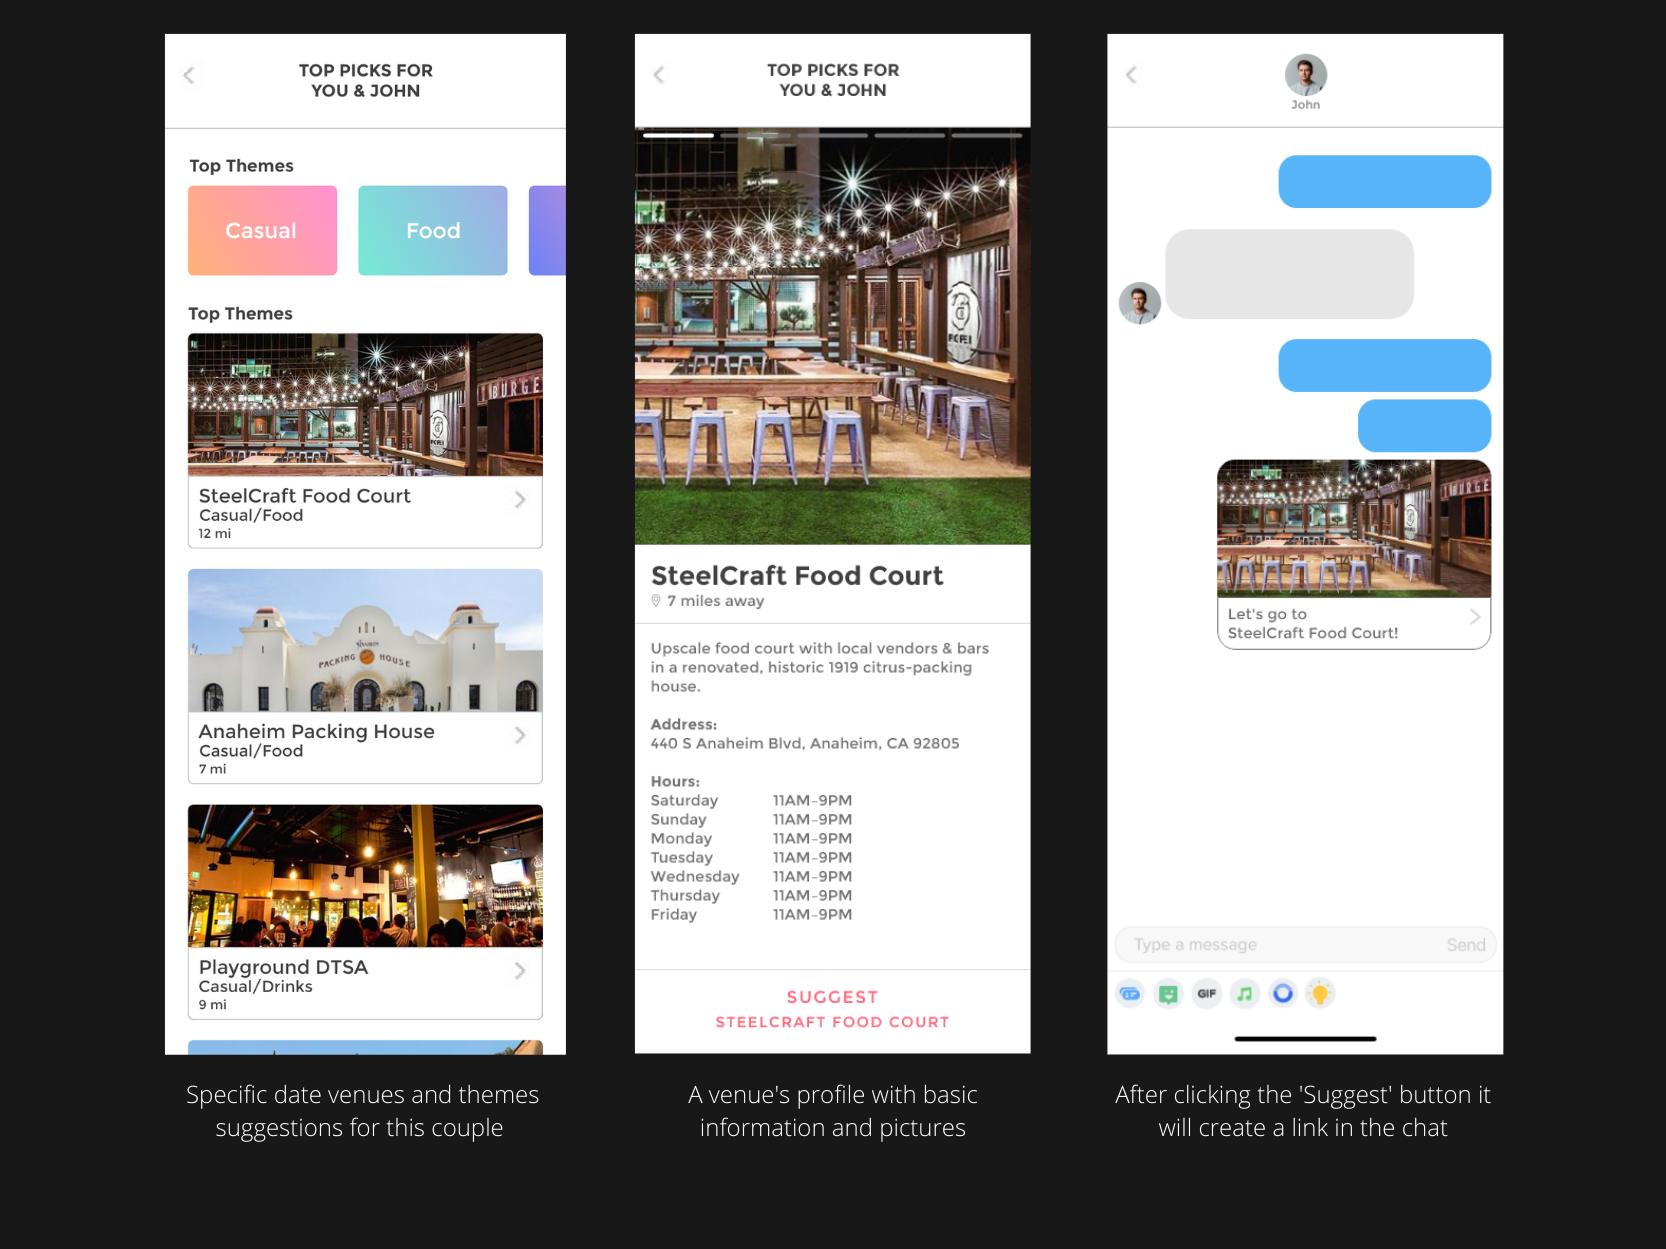 TOP PICKS FOR
YOU & JOHN
Top Themes
Casual
Food
Top Themes
BURGE
SteelCraft Food Court
Casual/Food
12 mi
ANAHEIM
PACKING HOUSE
Anaheim Packing House
Casual/Food
7 mi
Playground DTSA
Casual/Drinks
9 mi
Specific date venues and themes
suggestions for this couple
TOP PICKS FOR
YOU & JOHN
SteelCraft Food Court
7 miles away
Upscale food court with local vendors & bars
in a renovated, historic 1919 citrus-packing
house.
Address:
440 S Anaheim Blvd, Anaheim, CA 92805
Hours:
Saturday 11AM-9PM
Sunday 11AM-9PM
Monday 11AM-9PM
Tuesday 11AM-9PM
Wednesday 11AM-9PM
Thursday 11AM-9PM
Friday 11AM-9PM
SUGGEST
STEELCRAFT FOOD COURT
A venue's profile with basic
information and pictures
John
BURGE
Let's go to
SteelCraft Food Court!
Type a message Send
GIF
After clicking the 'Suggest' button it
will create a link in the chat